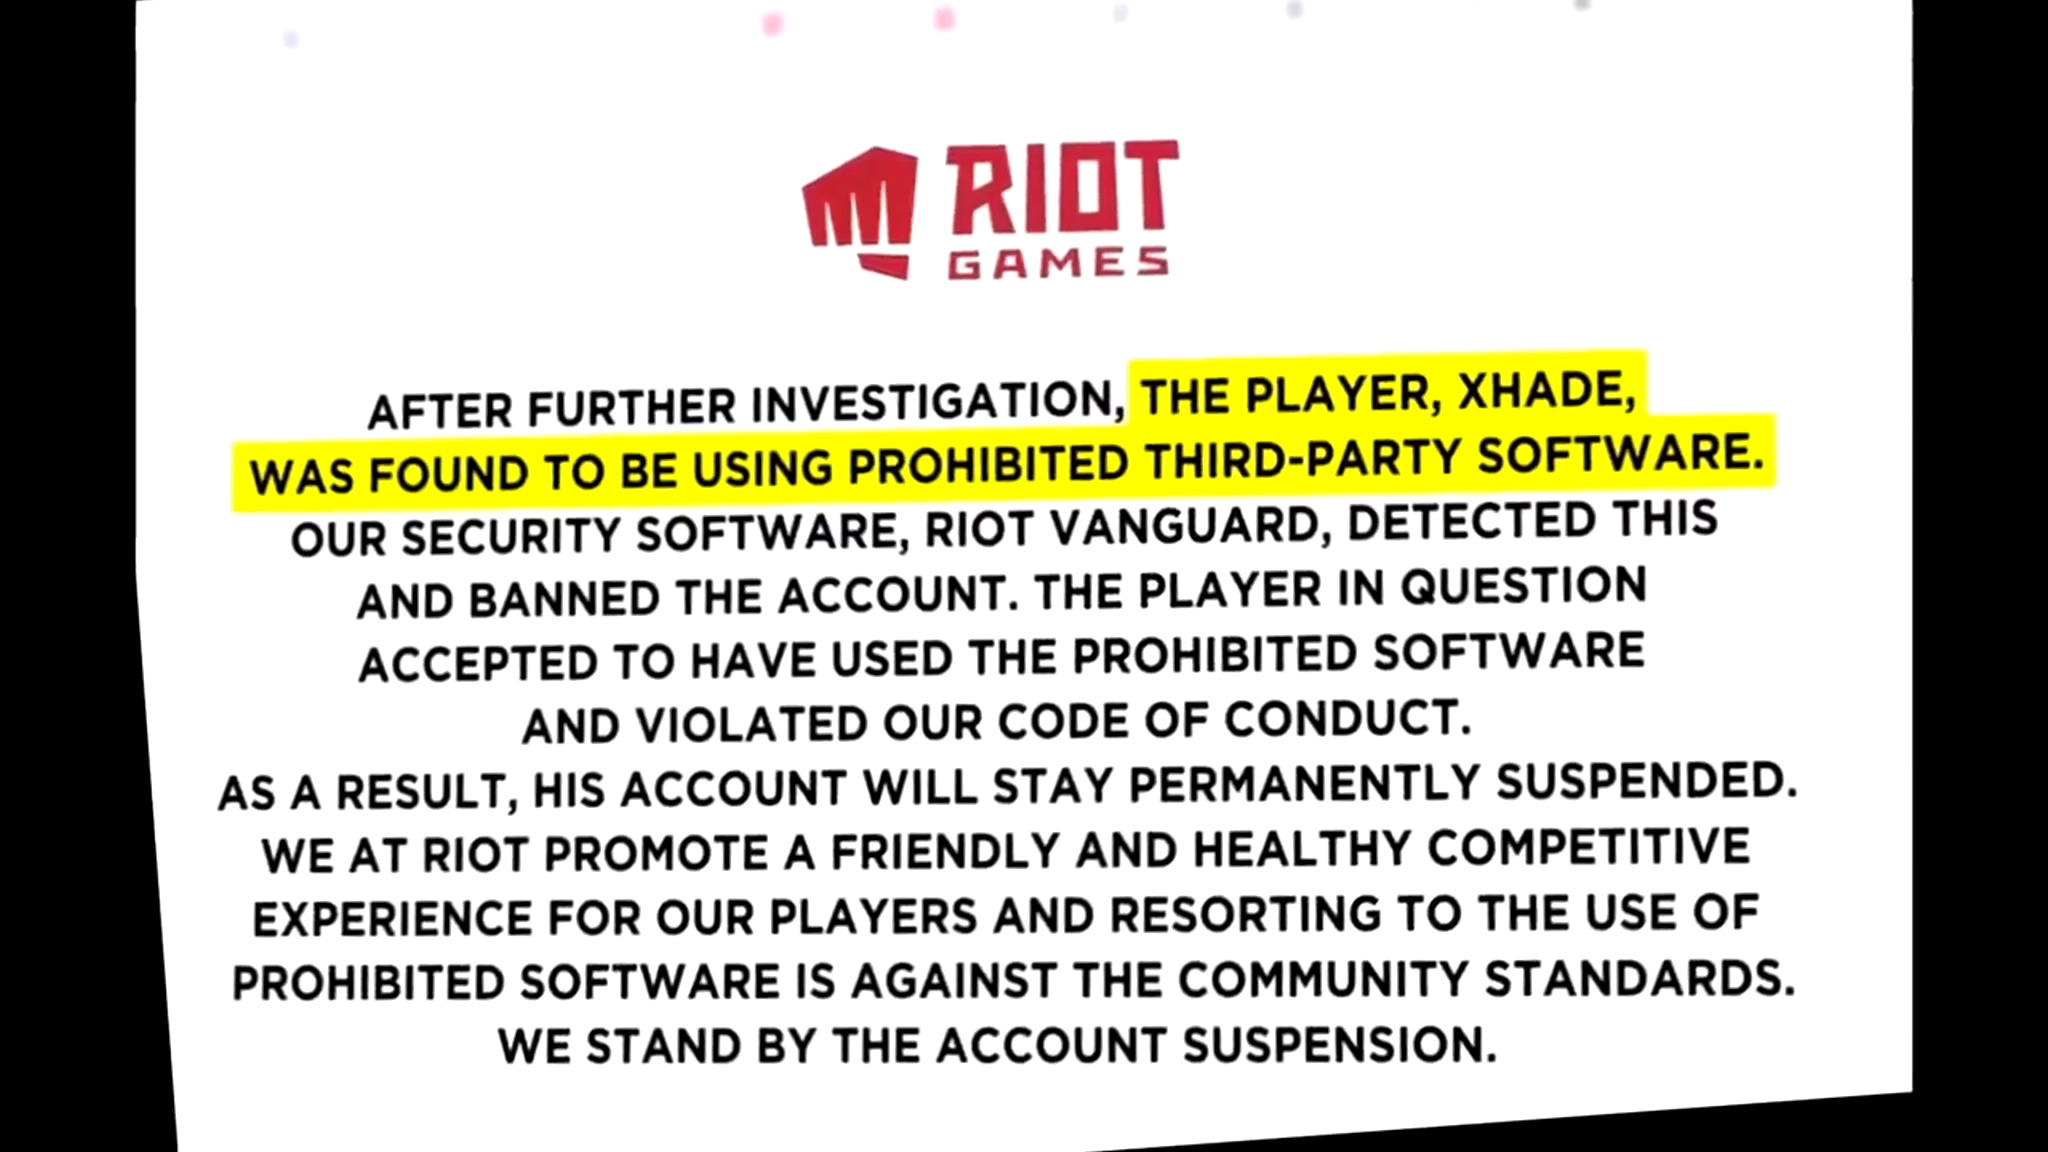 RIOT
GAMES
AFTER FURTHER INVESTIGATION, THE PLAYER, XHADE,
WAS FOUND TO BE USING PROHIBITED THIRD-PARTY SOFTWARE.
OUR SECURITY SOFTWARE, RIOT VANGUARD, DETECTED THIS
AND BANNED THE ACCOUNT. THE PLAYER IN QUESTION
ACCEPTED TO HAVE USED THE PROHIBITED SOFTWARE
AND VIOLATED OUR CODE OF CONDUCT.
AS A RESULT, HIS ACCOUNT WILL STAY PERMANENTLY SUSPENDED.
WE AT RIOT PROMOTE A FRIENDLY AND HEALTHY COMPETITIVE
EXPERIENCE FOR OUR PLAYERS AND RESORTING TO THE USE OF
PROHIBITED SOFTWARE IS AGAINST THE COMMUNITY STANDARDS.
WE STAND BY THE ACCOUNT SUSPENSION.